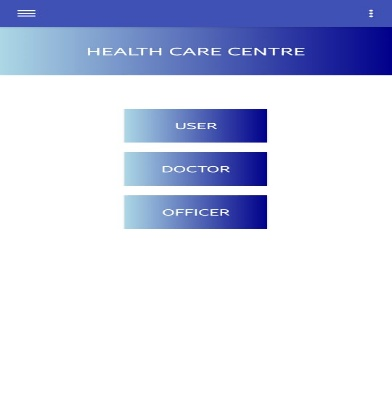 HEALTH CARE CENTRE
USER
DOCTOR
OFFICER